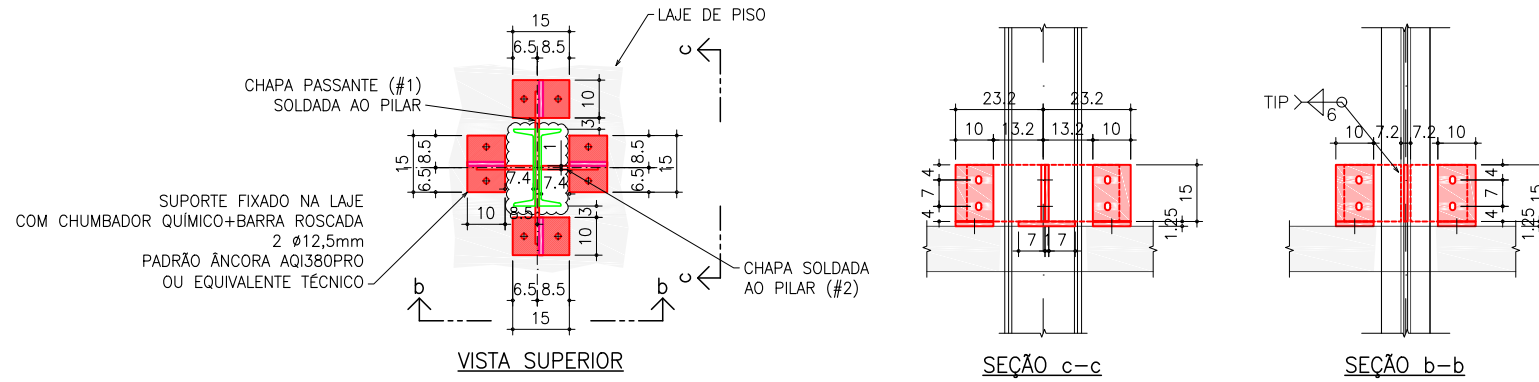 15
LAJE DE PISO
6.5
8.5
c
CHAPA PASSANTE (#1)
SOLDADA AO PILAR
10
3
15
8.5
6.5
1
8.5
6.5
15
7.4
7.4
SUPORTE FIXADO NA LAJE
COM CHUMBADOR QUÍMICO+BARRA ROSCADA
2 ø12,5mm
PADRÃO ÂNCORA AQI380PRO
OU EQUIVALENTE TÉCNICO
10
8.5
3
10
CHAPA SOLDADA
AO PILAR (#2)
c
b
b
6.5
8.5
15
VISTA SUPERIOR
23.2
23.2
10
13.2
13.2
10
4
7
4
15
1.25
7
1
7
SEÇÃO c-c
TIP
6
10
7.2
7.2
10
4
7
4
15
1.25
SEÇÃO b-b